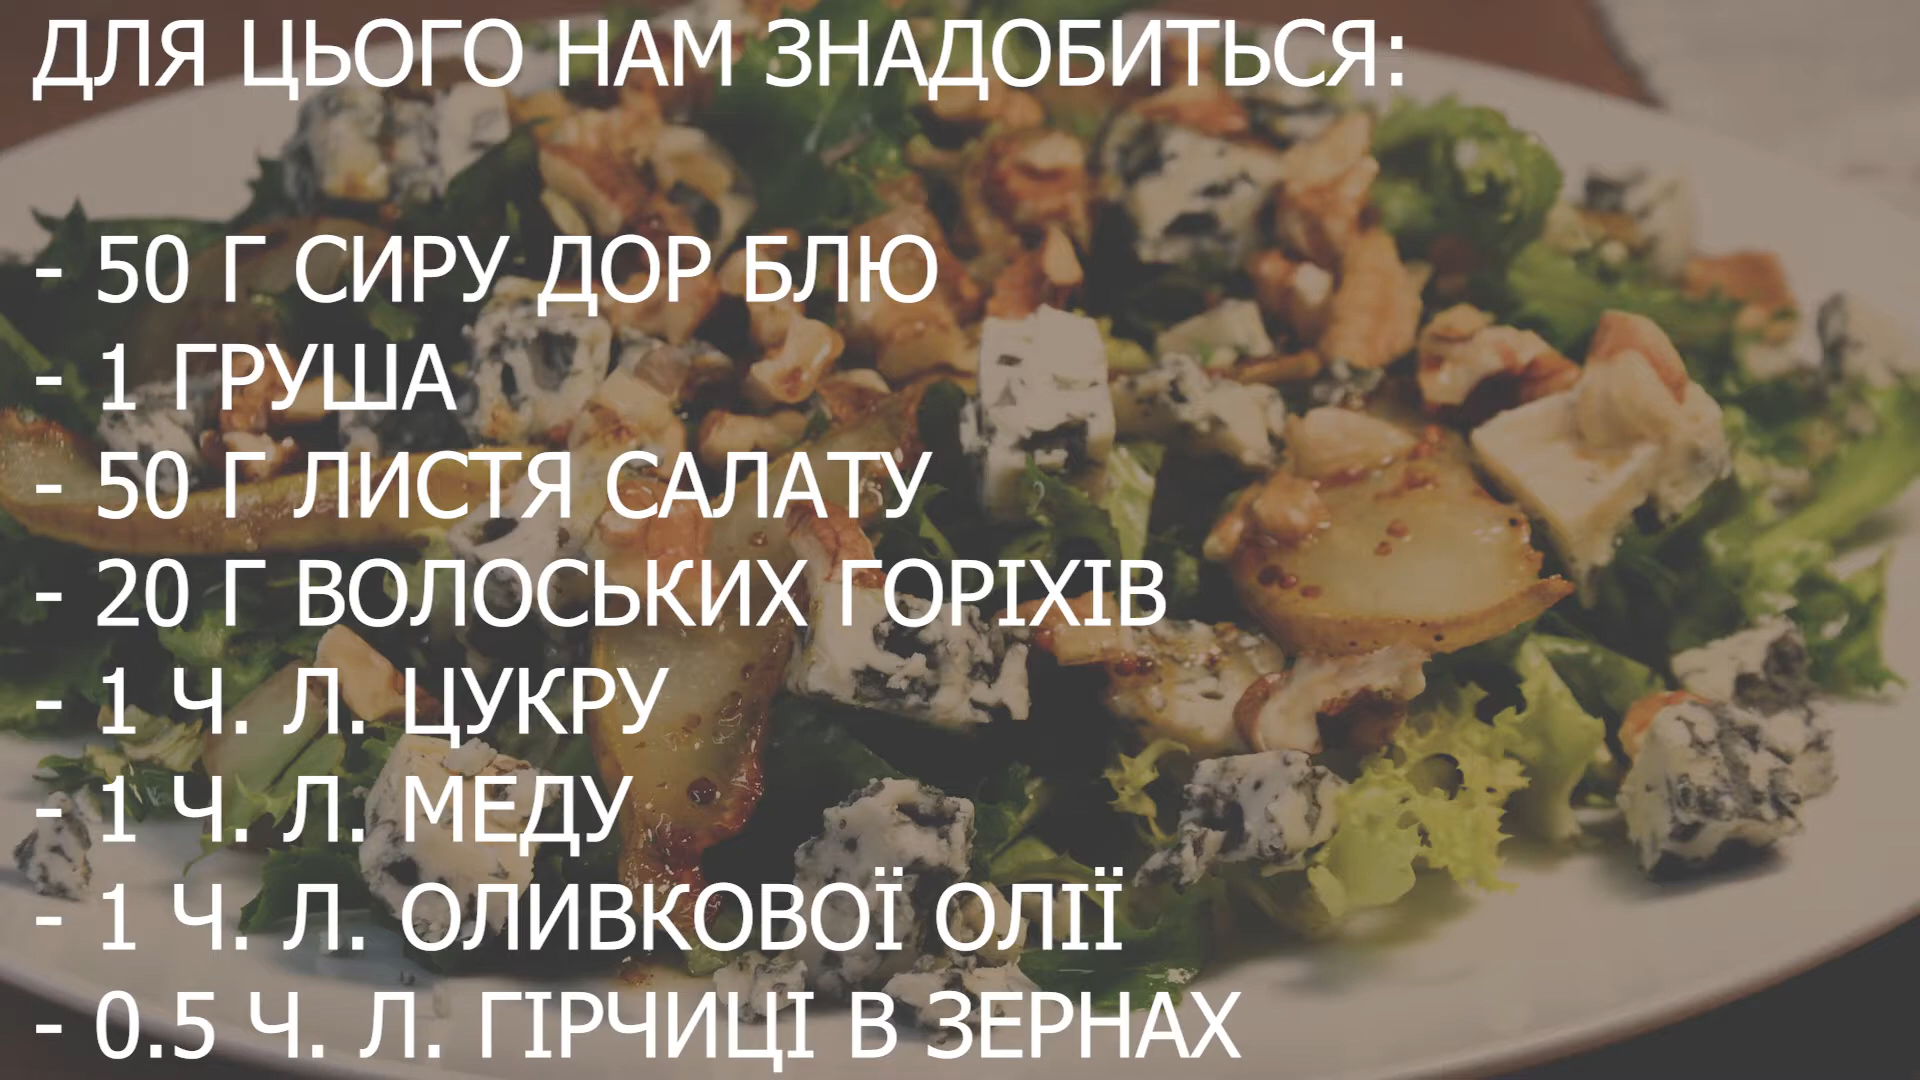 ДЛЯ ЦЬОГО НАМ ЗНАДОБИТЬСЯ:
- 50 Г СИРУ ДОР БЛЮ
- 1 ГРУША
- 50 Г ЛИСТЯ САЛАТУ
- 20 Г ВОЛОСЬКИХ ГОРІХІВ
- 1 Ч. Л. ЦУКРУ
- 1 Ч. Л. МЕДУ
- 1 Ч. Л. ОЛИВКОВОЇ ОЛІЇ
- 0.5 Ч. Л. ГІРЧИЦІ В ЗЕРНАХ